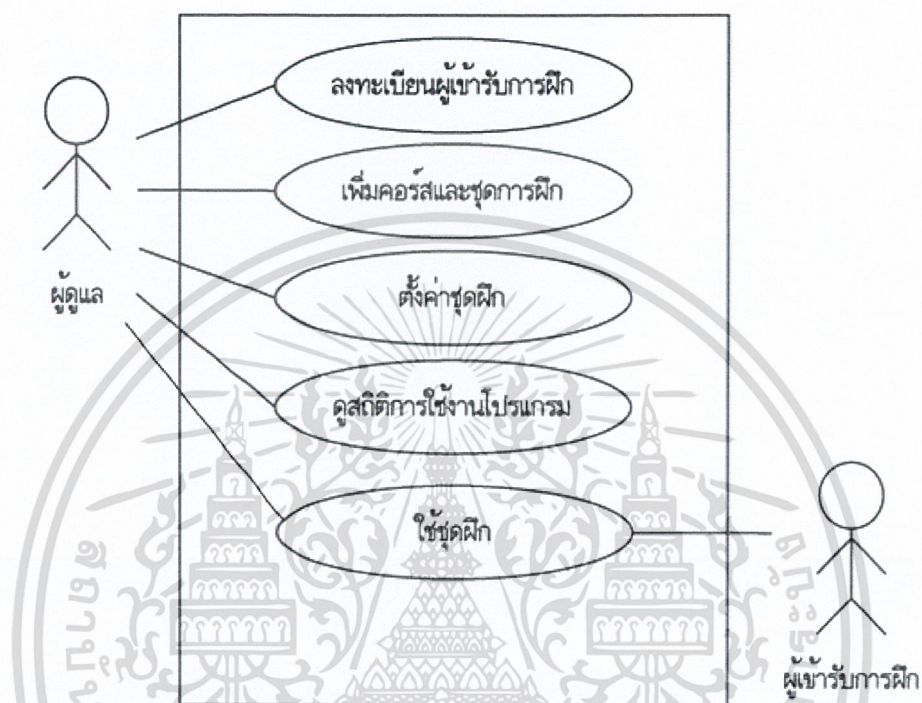 ลงทะเบียนผู้เข้ารับการฝึก
เพิ่มคอร์สและชุดการฝึก
ตั้งค่าชุดฝึก
ผู้ดูแล
ดูสถิติการใช้งานโปรแกรม
ใช้ชุดฝึก
ผู้เข้ารับการฝึก